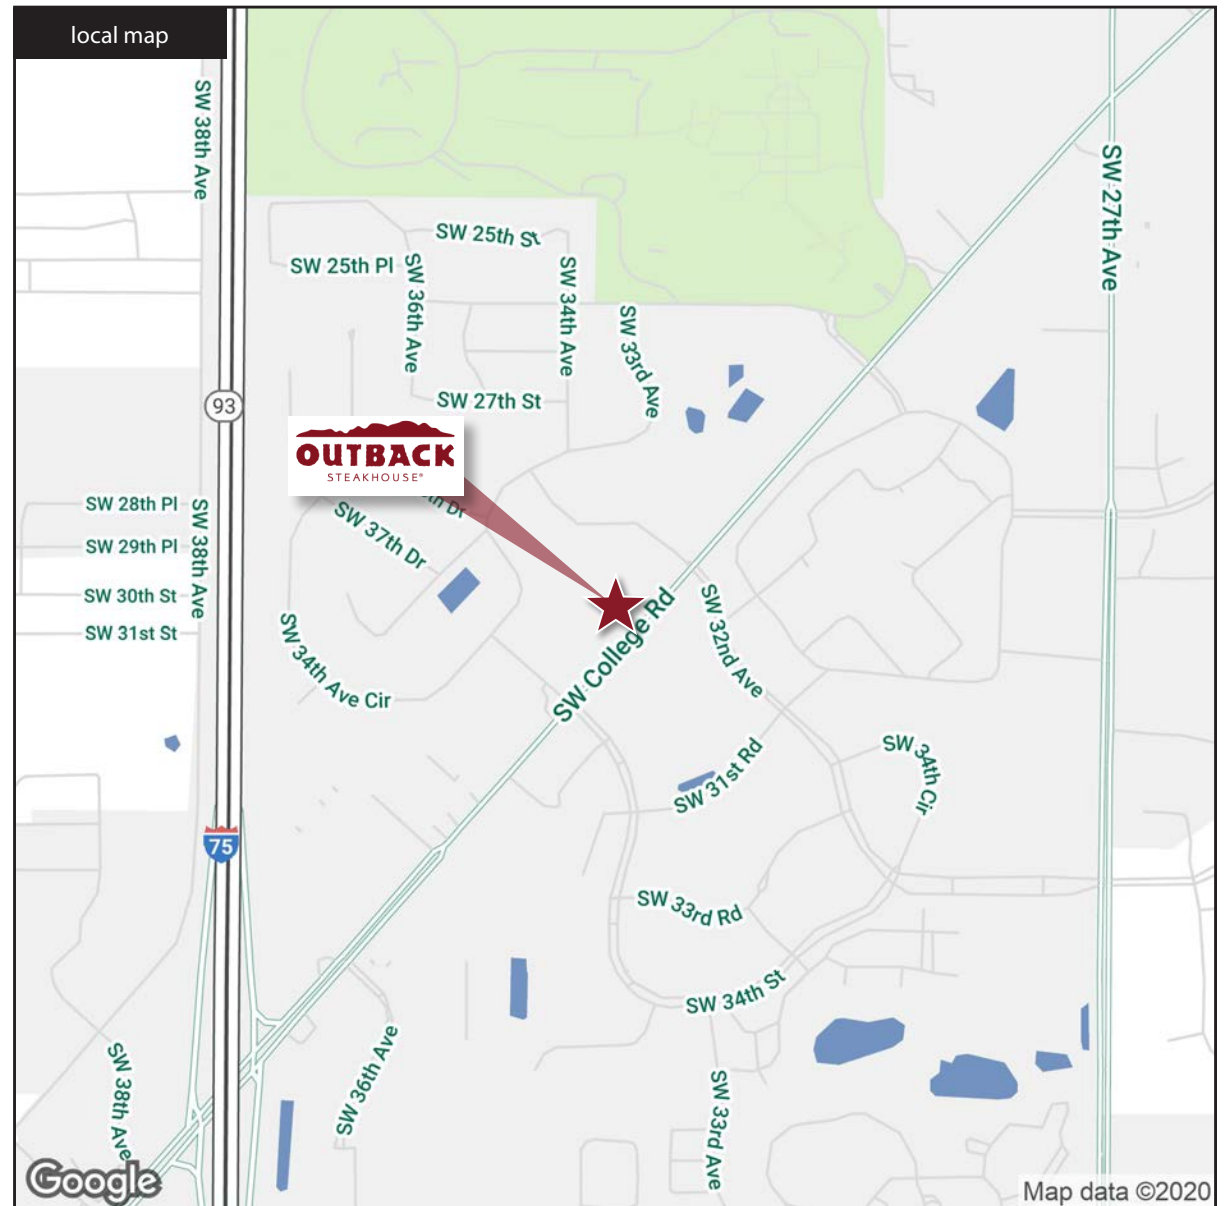 local map
SW 38th Ave
SW 27th Ave
SW 25th St
SW 25th Pl
SW 36th Ave
SW 34th Ave
SW 33rd Ave
93
SW 27th St
OUTBACK
STEAKHOUSE®
th Dr
SW 28th Pl
SW 38th Ave
SW 37th Dr
SW 29th Pl
SW 30th St
SW 31st St
SW 34th Ave Cir
SW College Rd
SW 32nd Ave
SW 31st Rd
SW 34th Cir
75
SW 33rd Rd
SW 34th St
SW 38th Ave
SW 36th Ave
SW 33rd Ave
Google
Map data ©2020